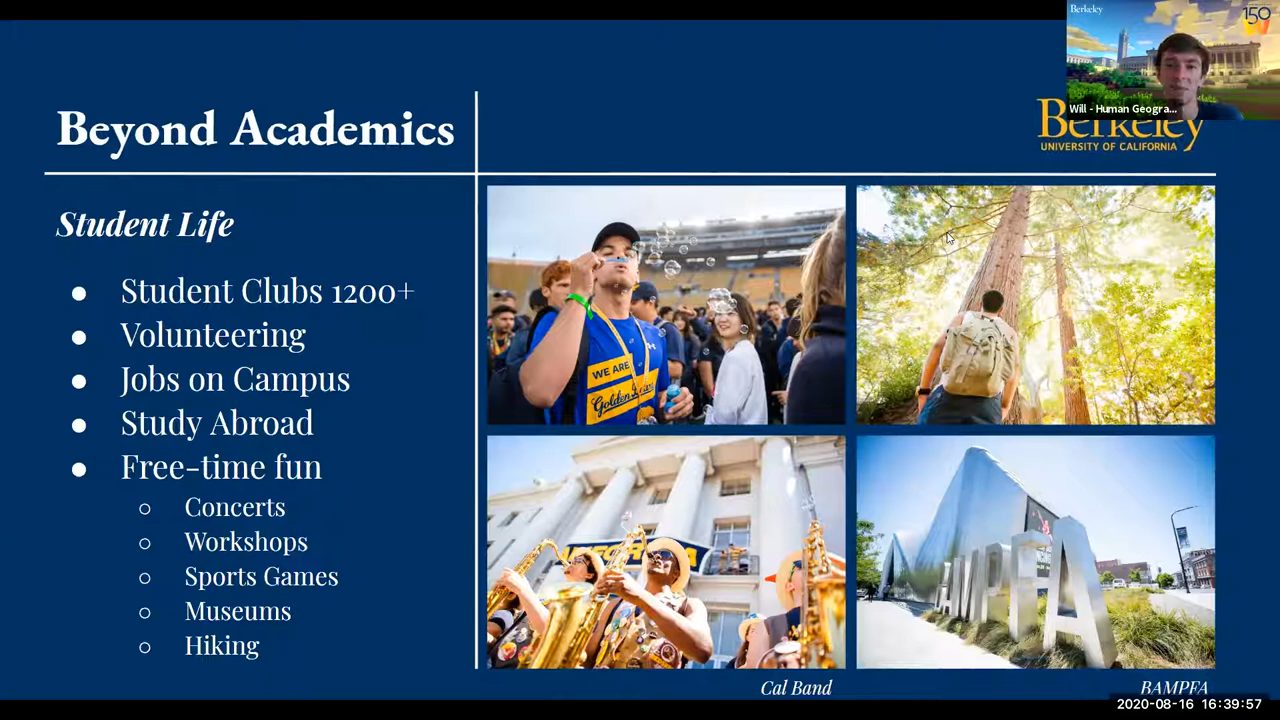 Berkeley
150
W
Will - Human Geogra...
Beyond Academics
Berkeley
UNIVERSITY OF CALIFORNIA
Student Life
● Student Clubs 1200+
● Volunteering
● Jobs on Campus
● Study Abroad
● Free-time fun
○ Concerts
○ Workshops
○ Sports Games
○ Museums
○ Hiking
WE ARE
Golden
BAMPFA
Cal Band
BAMPFA
2020-08-16 16:39:57